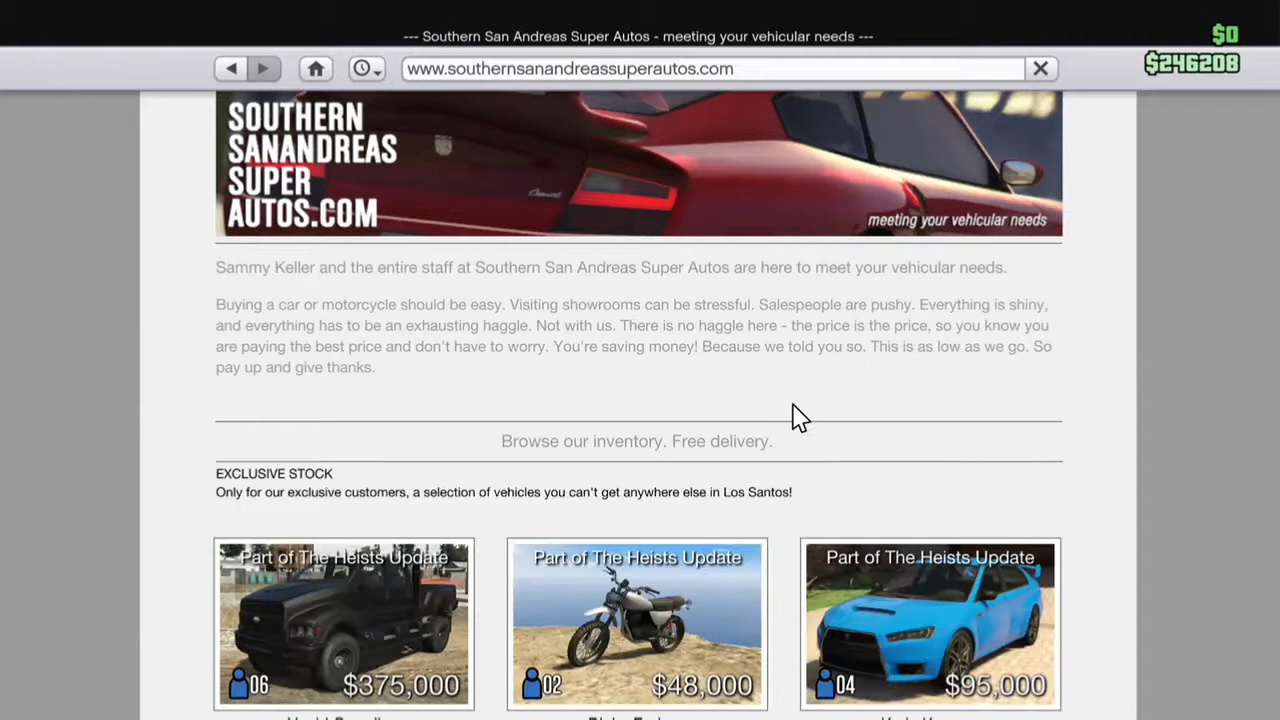 --- Southern San Andreas Super Autos - meeting your vehicular needs ---
$0
www.southernsanandreassuperautos.com
$246208
SOUTHERN
SANANDREAS
SUPER
AUTOS.COM
meeting your vehicular needs
Sammy Keller and the entire staff at Southern San Andreas Super Autos are here to meet your vehicular needs.
Buying a car or motorcycle should be easy. Visiting showrooms can be stressful. Salespeople are pushy. Everything is shiny,
and everything has to be an exhausting haggle. Not with us. There is no haggle here - the price is the price, so you know you
are paying the best price and don't have to worry. You're saving money! Because we told you so. This is as low as we go. So
pay up and give thanks.
Browse our inventory. Free delivery.
EXCLUSIVE STOCK
Only for our exclusive customers, a selection of vehicles you can't get anywhere else in Los Santos!
Part of The Heists Update
06 $375,000
Part of The Heists Update
02 $48,000
Part of The Heists Update
04 $95,000